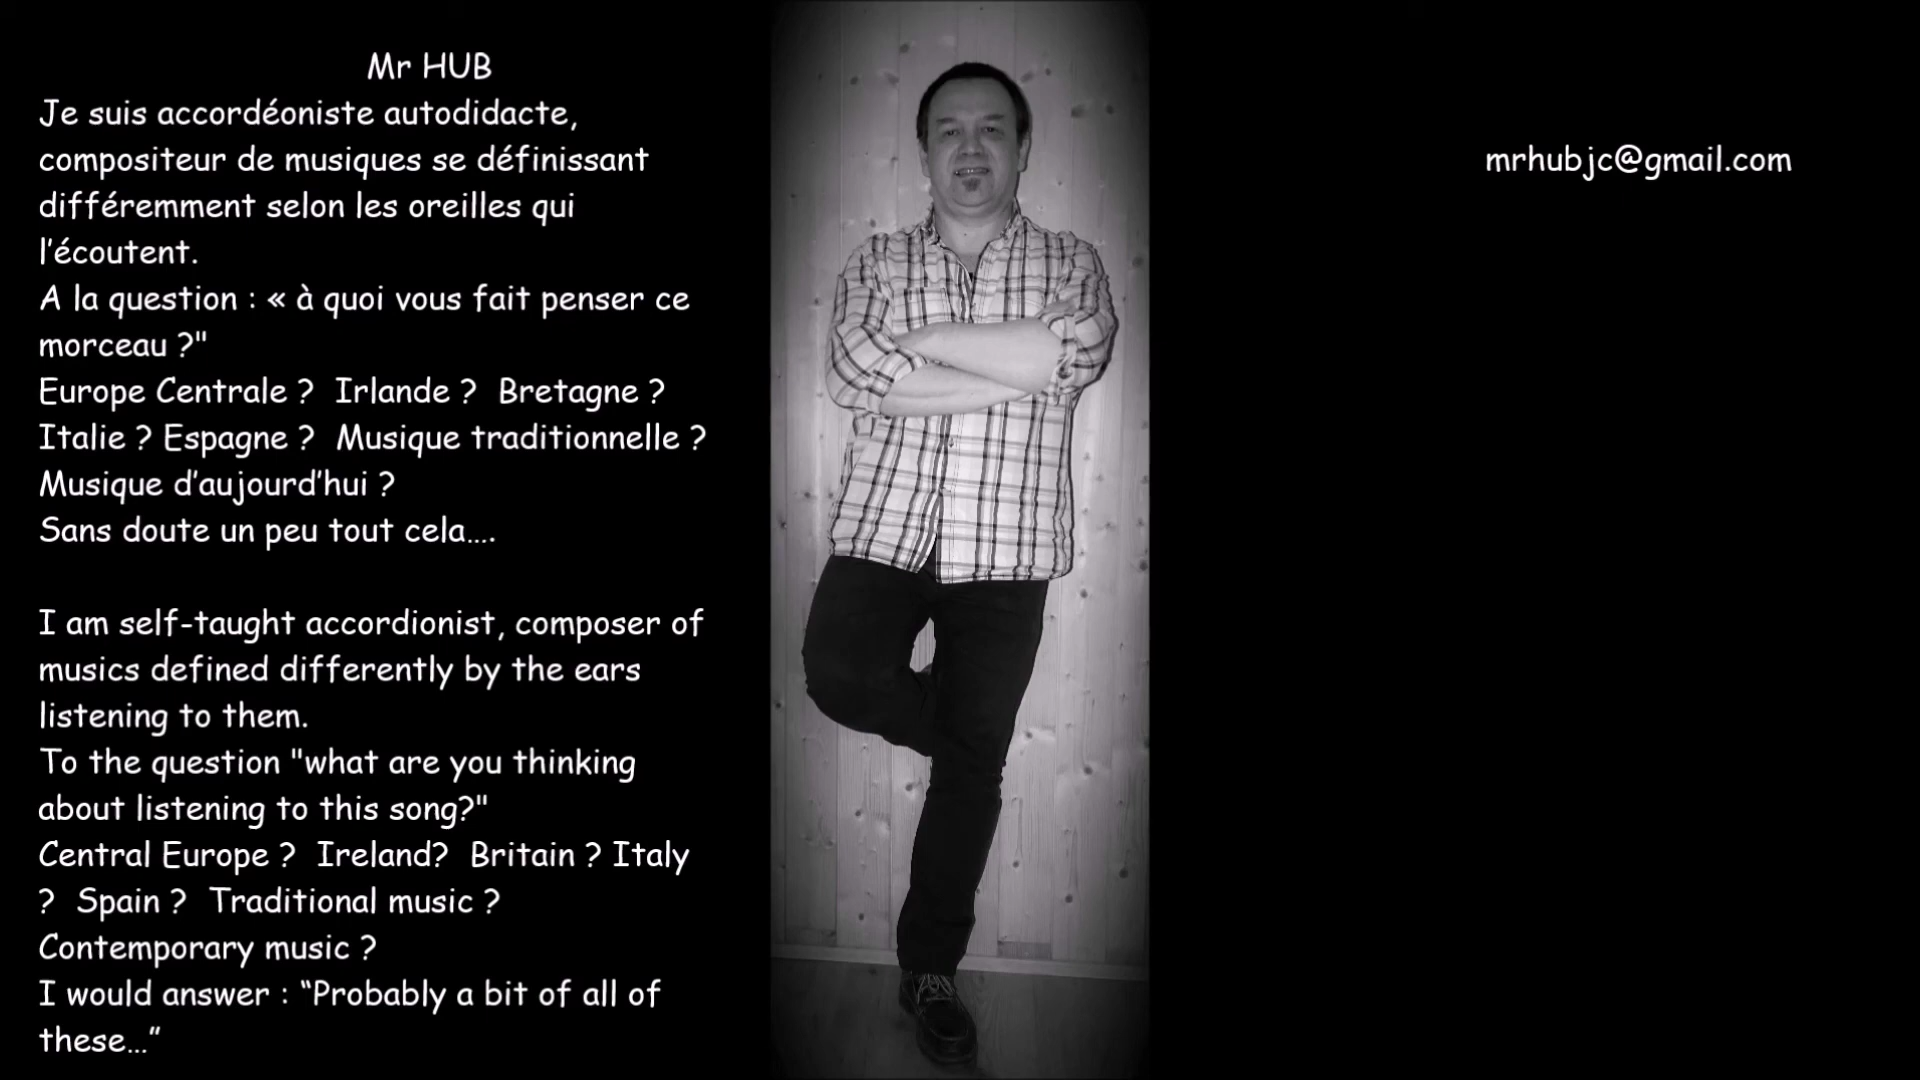 Mr HUB
Je suis accordéoniste autodidacte,
compositeur de musiques se définissant
différemment selon les oreilles qui
l’écoutent.
A la question : « à quoi vous fait penser ce
morceau ?"
Europe Centrale ?  Irlande ?  Bretagne ?
Italie ? Espagne ?  Musique traditionnelle ?
Musique d’aujourd’hui ?
Sans doute un peu tout cela….
I am self-taught accordionist, composer of
musics defined differently by the ears
listening to them.
To the question "what are you thinking
about listening to this song?"
Central Europe ?  Ireland?  Britain ? Italy
?  Spain ?  Traditional music ?
Contemporary music ?
I would answer : “Probably a bit of all of
these…”
mrhubjc@gmail.com